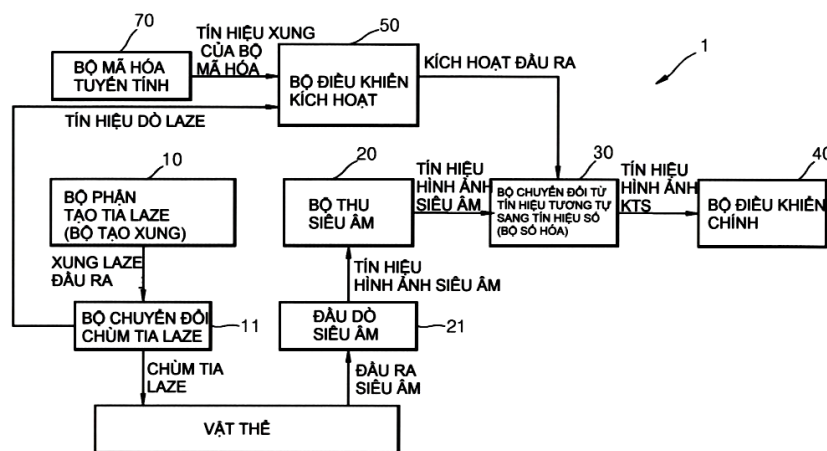 70
TÍN HIỆU XUNG
CỦA BỘ
MÃ HÓA
50
BỘ MÃ HÓA
TUYẾN TÍNH
BỘ ĐIỀU KHIỂN
KÍCH HOẠT
KÍCH HOẠT ĐẦU RA
1
TÍN HIỆU DÒ LAZE
10
BỘ PHẬN
TẠO TIA LAZE
(BỘ TẠO XUNG)
20
BỘ THU
SIÊU ÂM
TÍN HIỆU
HÌNH ẢNH
SIÊU ÂM
30
BỘ CHUYỂN ĐỔI TỪ
TÍN HIỆU TƯƠNG TỰ
SANG TÍN HIỆU SỐ
(BỘ SỐ HÓA)
TÍN HIỆU
HÌNH ẢNH
KTS
40
BỘ ĐIỀU KHIỂN
CHÍNH
XUNG LAZE
ĐẦU RA
TÍN HIỆU
HÌNH ẢNH SIÊU ÂM
BỘ CHUYỂN ĐỔI
CHÙM TIA LAZE
11
ĐẦU DÒ
SIÊU ÂM
21
CHÙM TIA
LAZE
ĐẦU RA
SIÊU ÂM
VẬT THỂ